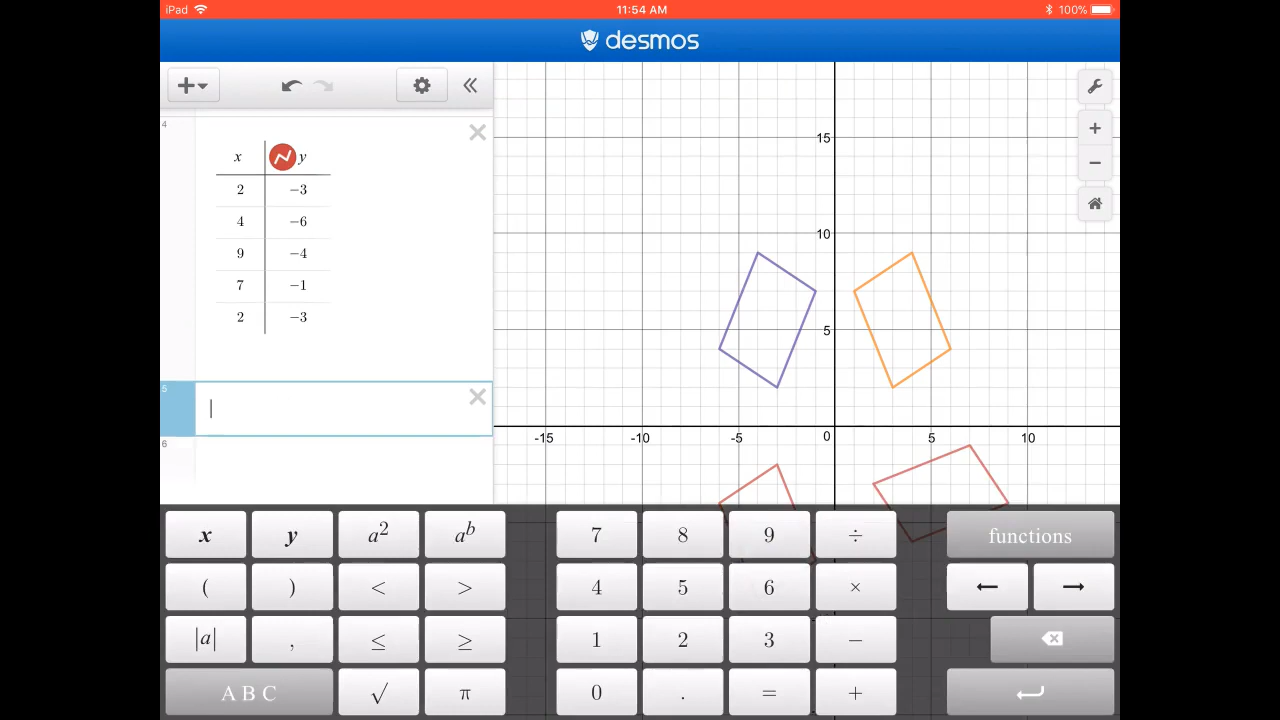 iPad 11:54 AM 100%
desmos
4
x y
2 −3
4 −6
9 −4
7 −1
2 −3
5
6
15
10
5
-15 -10 -5 0 5 10
x y a² aᵇ 7 8 9 ÷ functions
( ) < > 4 5 6 × ← →
|a| , ≤ ≥ 1 2 3 −
A B C √ π 0 . = +